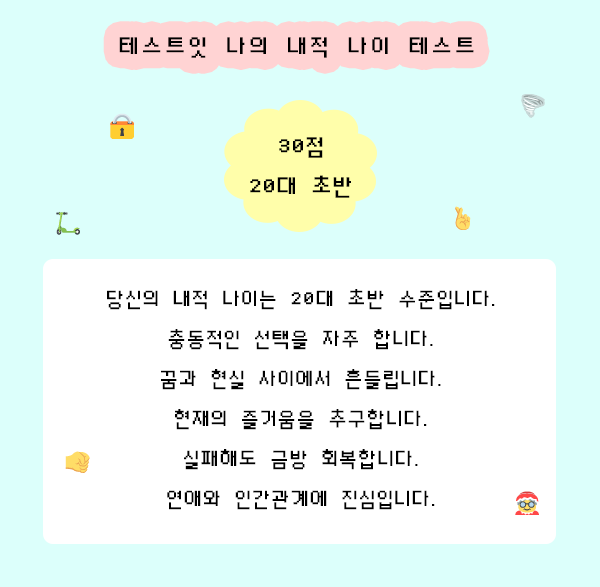 테스트잇 나의 내적 나이 테스트
30점
20대 초반
당신의 내적 나이는 20대 초반 수준입니다.
충동적인 선택을 자주 합니다.
꿈과 현실 사이에서 흔들립니다.
현재의 즐거움을 추구합니다.
실패해도 금방 회복합니다.
연애와 인간관계에 진심입니다.